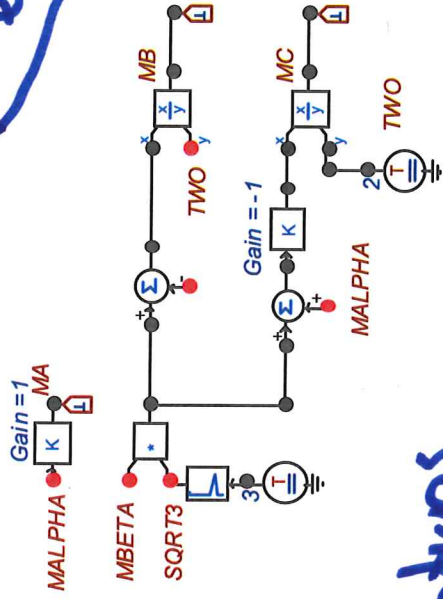 Gain =1
MALPHA K MA
MBETA
SQRT3
*
3
T
MB
+ Σ -
x
y
x
y
TWO
Gain = -1
MC
+ Σ +
K
x
y
x
y
MALPHA
2
T
TWO